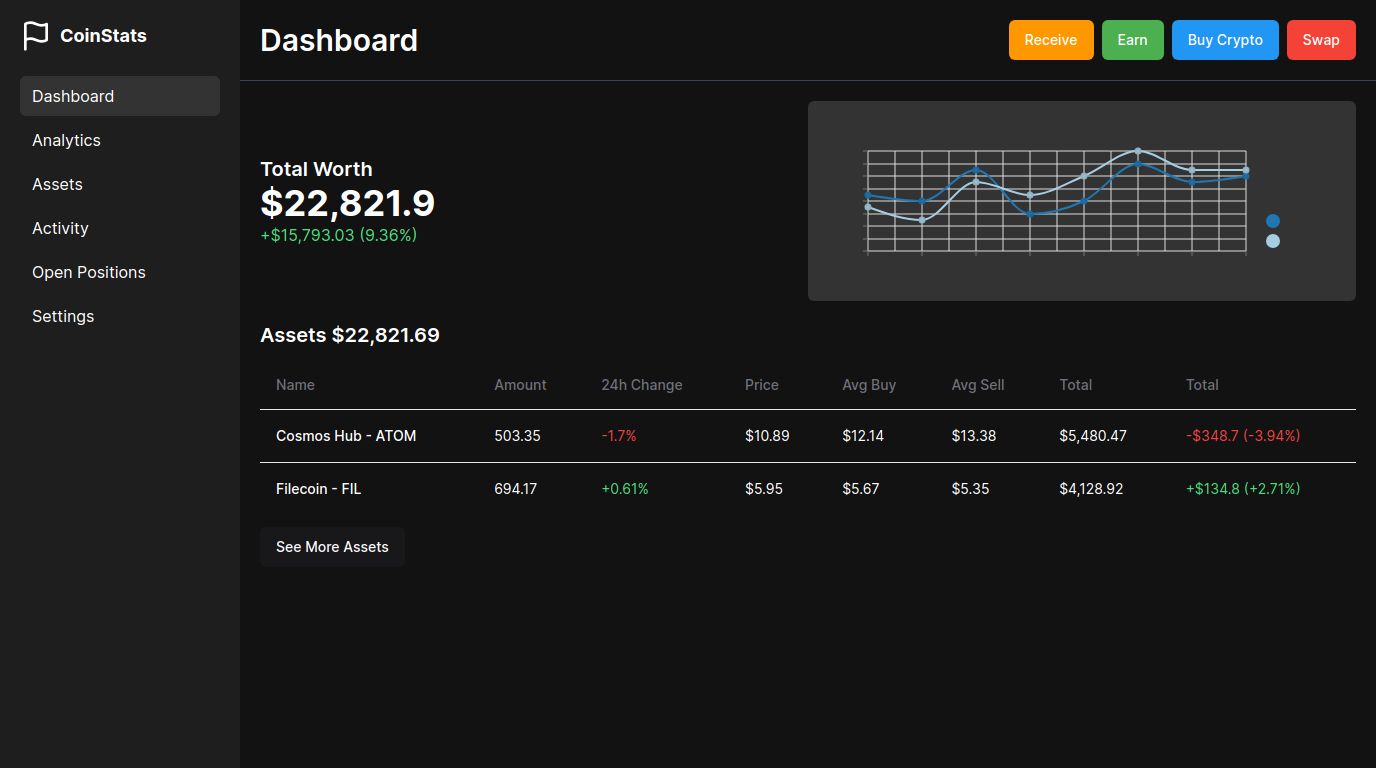 CoinStats
Dashboard
Analytics
Assets
Activity
Open Positions
Settings
Dashboard
Receive
Earn
Buy Crypto
Swap
Total Worth
$22,821.9
+$15,793.03 (9.36%)
Assets $22,821.69
Name Amount 24h Change Price Avg Buy Avg Sell Total Total
Cosmos Hub - ATOM 503.35 -1.7% $10.89 $12.14 $13.38 $5,480.47 -$348.7 (-3.94%)
Filecoin - FIL 694.17 +0.61% $5.95 $5.67 $5.35 $4,128.92 +$134.8 (+2.71%)
See More Assets